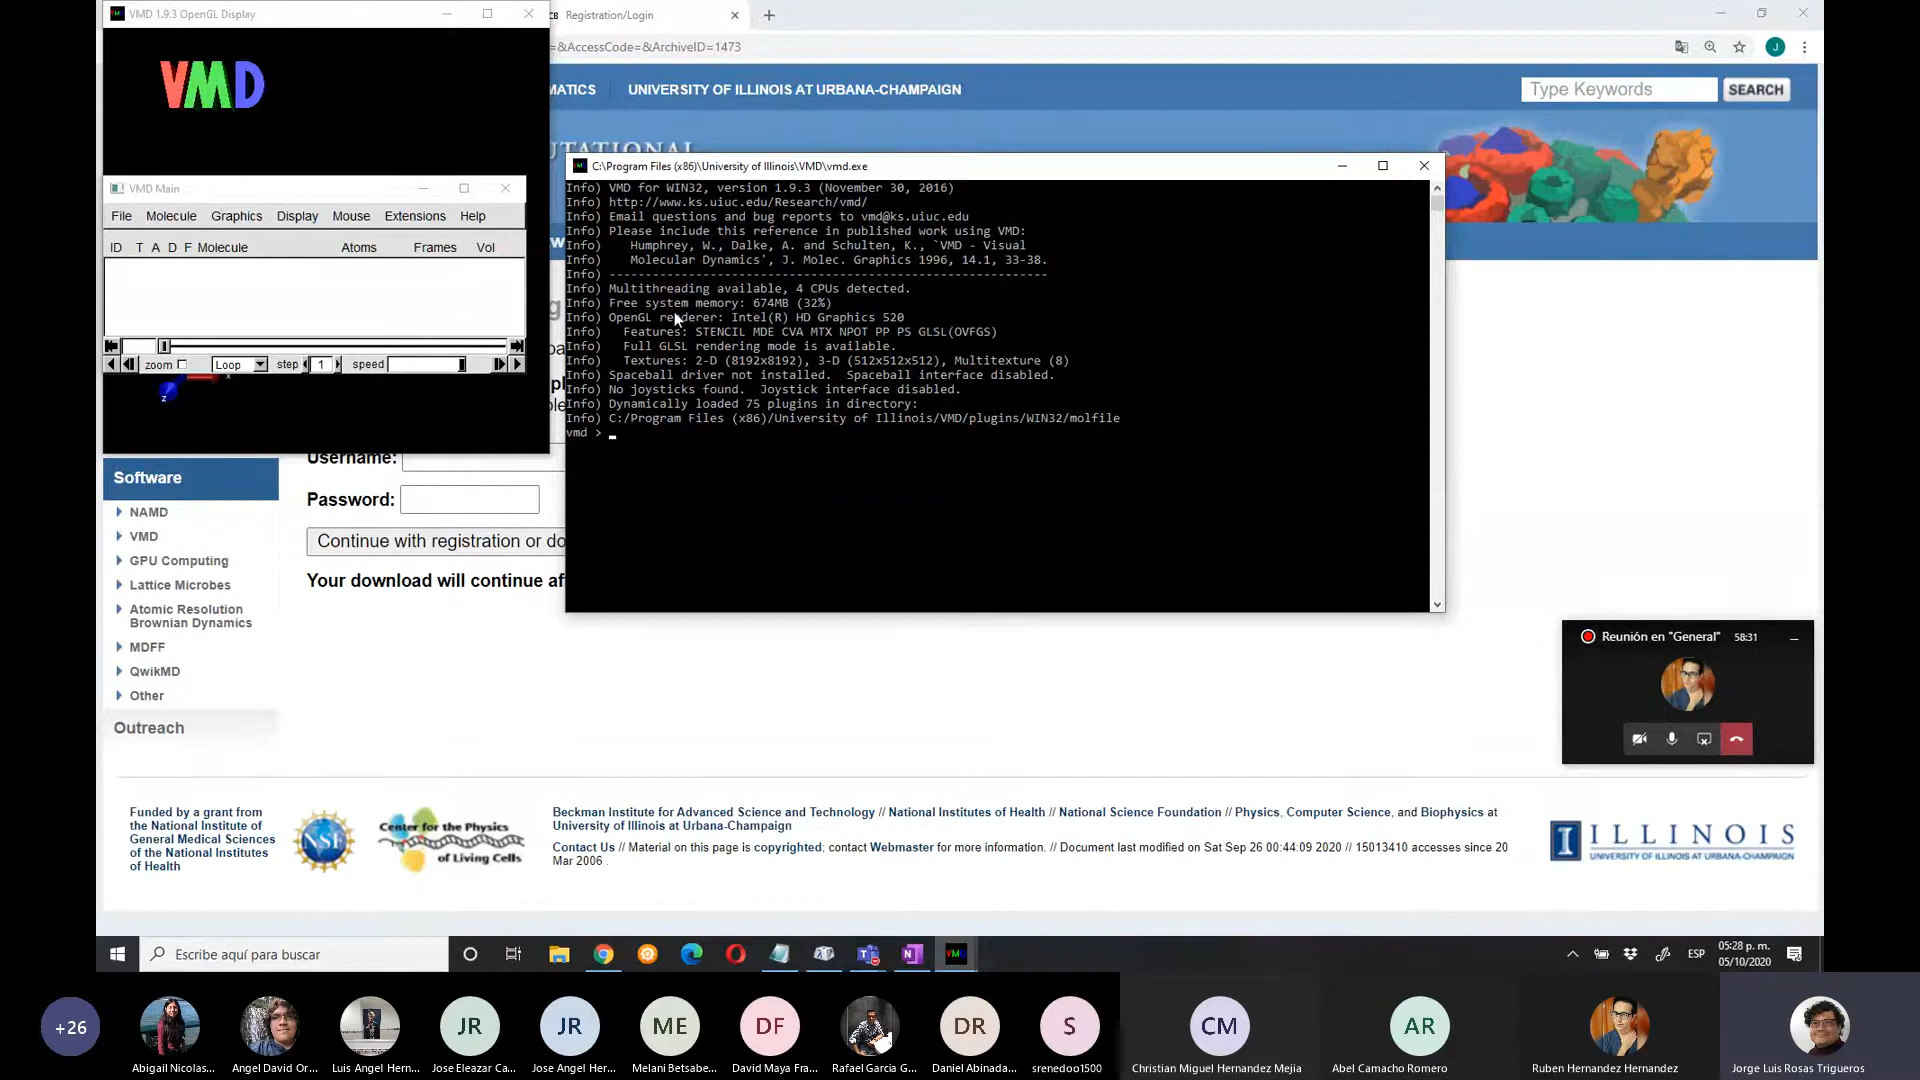 VMD 1.9.3 OpenGL Display
Registration/Login
=&AccessCode=&ArchiveID=1473
VMD
MATICS
UNIVERSITY OF ILLINOIS AT URBANA-CHAMPAIGN
Type Keywords
SEARCH
VMD Main
File Molecule Graphics Display Mouse Extensions Help
ID T A D F Molecule Atoms Frames Vol
zoom Loop step 1 speed
x
z
C:\Program Files (x86)\University of Illinois\VMD\vmd.exe
Info) VMD for WIN32, version 1.9.3 (November 30, 2016)
Info) http://www.ks.uiuc.edu/Research/vmd/
Info) Email questions and bug reports to vmd@ks.uiuc.edu
Info) Please include this reference in published work using VMD:
Info) Humphrey, W., Dalke, A. and Schulten, K., `VMD - Visual
Info) Molecular Dynamics', J. Molec. Graphics 1996, 14.1, 33-38.
Info) -------------------------------------------------------------
Info) Multithreading available, 4 CPUs detected.
Info) Free system memory: 674MB (32%)
Info) OpenGL renderer: Intel(R) HD Graphics 520
Info) Features: STENCIL MDE CVA MTX NPOT PP PS GLSL(OVFGS)
Info) Full GLSL rendering mode is available.
Info) Textures: 2-D (8192x8192), 3-D (512x512x512), Multitexture (8)
Info) Spaceball driver not installed. Spaceball interface disabled.
Info) No joysticks found. Joystick interface disabled.
Info) Dynamically loaded 75 plugins in directory:
Info) C:/Program Files (x86)/University of Illinois/VMD/plugins/WIN32/molfile
vmd >
Username:
Password:
Continue with registration or do
Your download will continue af
Software
NAMD
VMD
GPU Computing
Lattice Microbes
Atomic Resolution
Brownian Dynamics
MDFF
QwikMD
Other
Outreach
Reunión en "General" 58:31
Funded by a grant from
the National Institute of
General Medical Sciences
of the National Institutes
of Health
NSF
Center for the Physics
of Living Cells
Beckman Institute for Advanced Science and Technology // National Institutes of Health // National Science Foundation // Physics, Computer Science, and Biophysics at
University of Illinois at Urbana-Champaign
Contact Us // Material on this page is copyrighted; contact Webmaster for more information. // Document last modified on Sat Sep 26 00:44:09 2020 // 15013410 accesses since 20
Mar 2006 .
ILLINOIS
UNIVERSITY OF ILLINOIS AT URBANA-CHAMPAIGN
Escribe aquí para buscar
ESP
05:28 p. m.
05/10/2020
+26
JR
JR
ME
DF
DR
S
CM
AR
Abigail Nicolas...
Angel David Or...
Luis Angel Hern...
Jose Eleazar Ca...
Jose Angel Her...
Melani Betsabe...
David Maya Fra...
Rafael Garcia G...
Daniel Abinada...
srenedoo1500
Christian Miguel Hernandez Mejia
Abel Camacho Romero
Ruben Hernandez Hernandez
Jorge Luis Rosas Trigueros